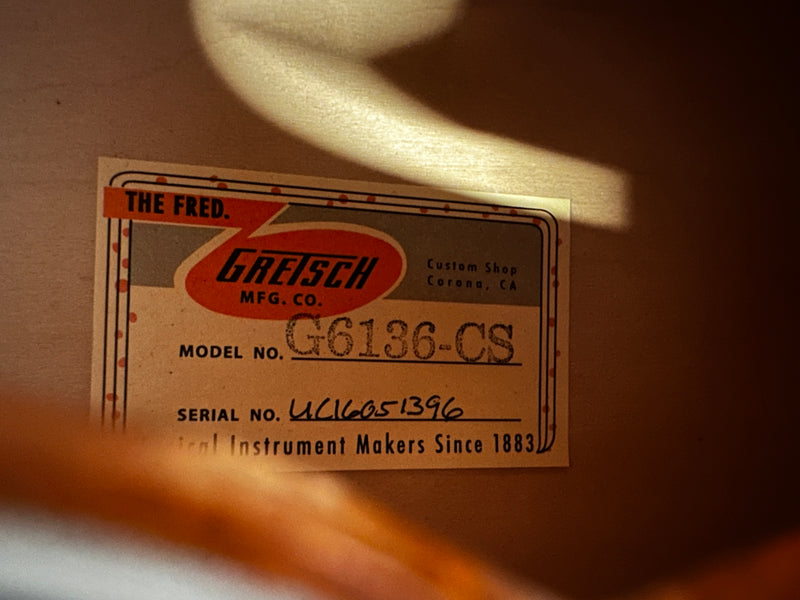 THE FRED.
GRETSCH
MFG. CO.
Custom Shop
Corona, CA
MODEL NO. G6136-CS
SERIAL NO. UC16051396
Instrument Makers Since 1883